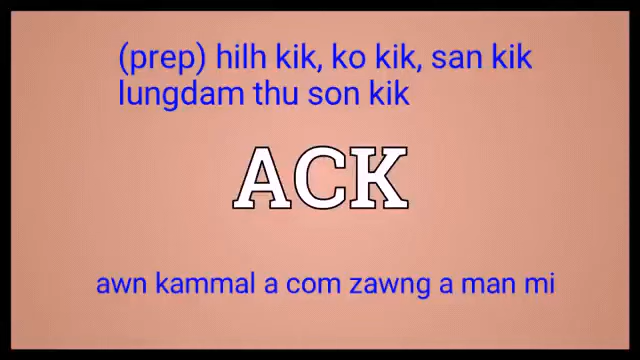 (prep) hilh kik, ko kik, san kik
lungdam thu son kik
ACK
awn kammal a com zawng a man mi